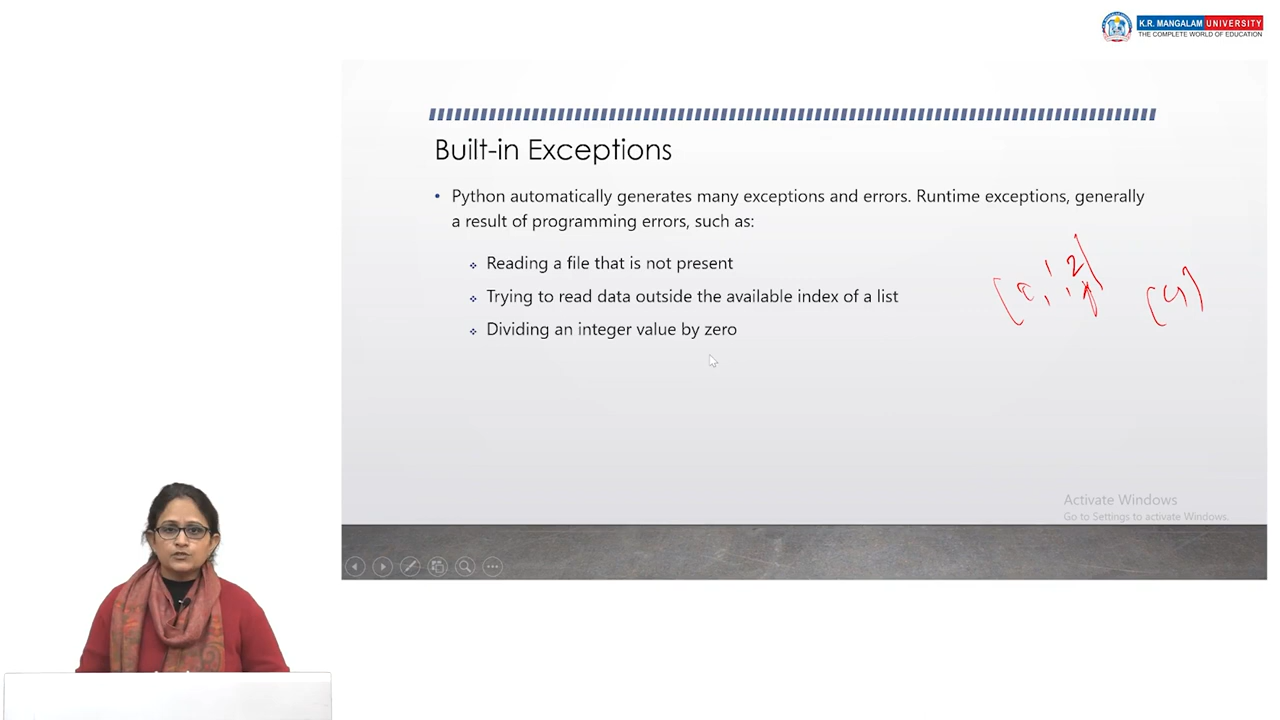 K.R. MANGALAM UNIVERSITY
THE COMPLETE WORLD OF EDUCATION
Built-in Exceptions
• Python automatically generates many exceptions and errors. Runtime exceptions, generally
a result of programming errors, such as:
Reading a file that is not present
Trying to read data outside the available index of a list
Dividing an integer value by zero
Activate Windows
Go to Settings to activate Windows.